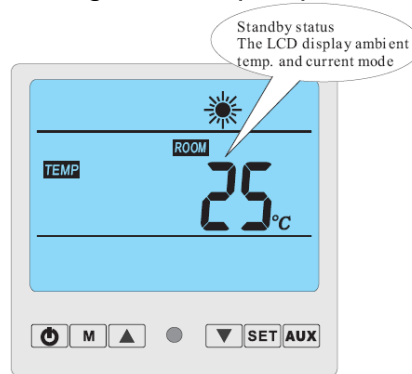 Standby status
The LCD display ambient
temp. and current mode
ROOM
TEMP
25°C
M SET AUX